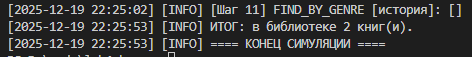 [2025-12-19 22:25:02] [INFO] [Шаг 11] FIND_BY_GENRE [история]: []
[2025-12-19 22:25:53] [INFO] ИТОГ: в библиотеке 2 книг(и).
[2025-12-19 22:25:53] [INFO] ==== КОНЕЦ СИМУЛЯЦИИ ====